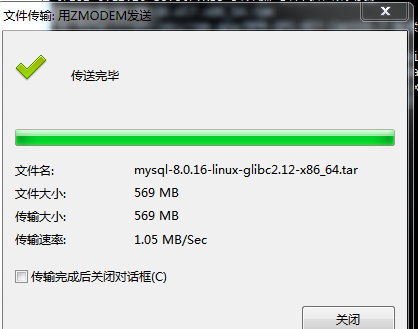 文件传输: 用ZMODEM发送
传送完毕
文件名: mysql-8.0.16-linux-glibc2.12-x86_64.tar
文件大小: 569 MB
传输大小: 569 MB
传输速率: 1.05 MB/Sec
传输完成后关闭对话框(C)
关闭